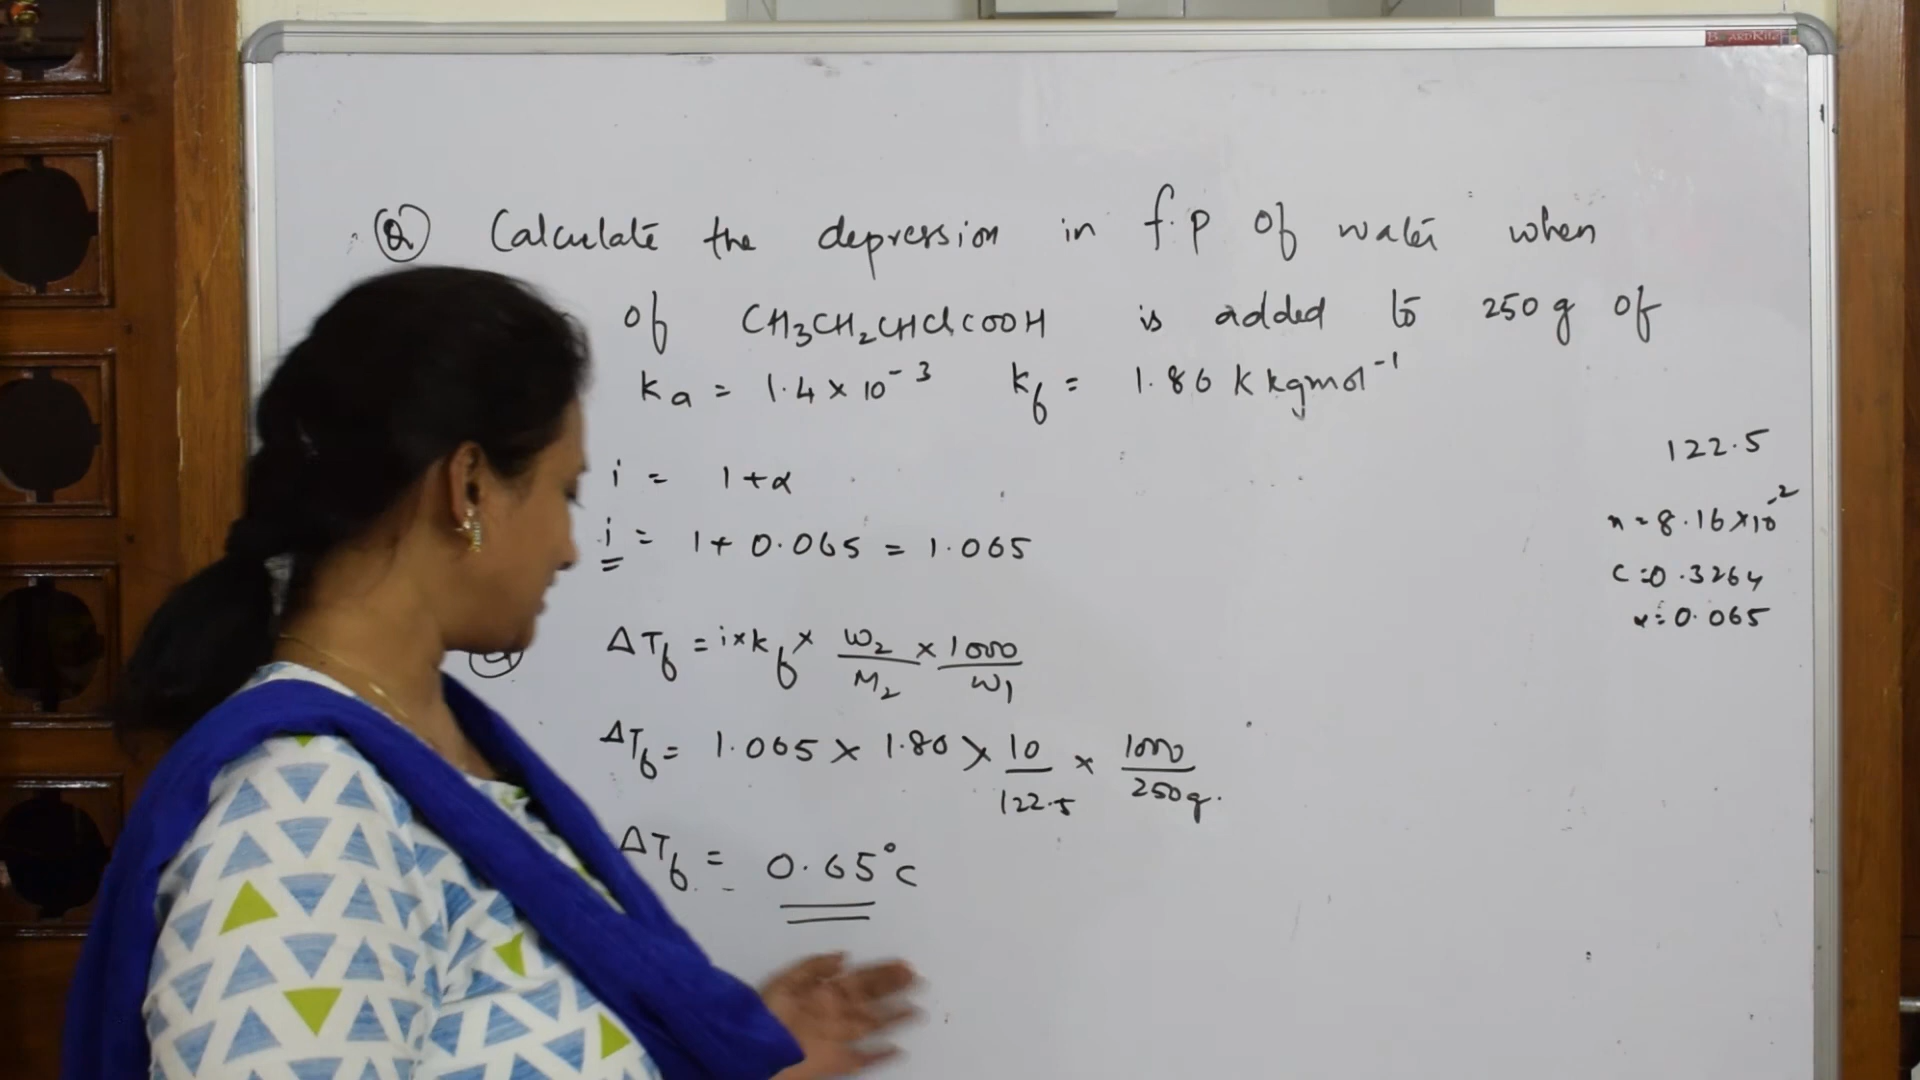 Q Calculate the depression in f.p of water when
of CH3CH2CHClCOOH is added to 250 g of
Ka = 1.4 × 10⁻³ Kf = 1.86 K kgmol⁻¹
122.5
n = 8.16×10⁻²
C = 0.3264
α = 0.065
i = 1+α
i = 1+ 0.065 = 1.065
ΔTf = i×Kf × W2/M2 × 1000/W1
ΔTf = 1.065 × 1.86 × 10/122.5 × 1000/250g.
ΔTf = 0.65°C